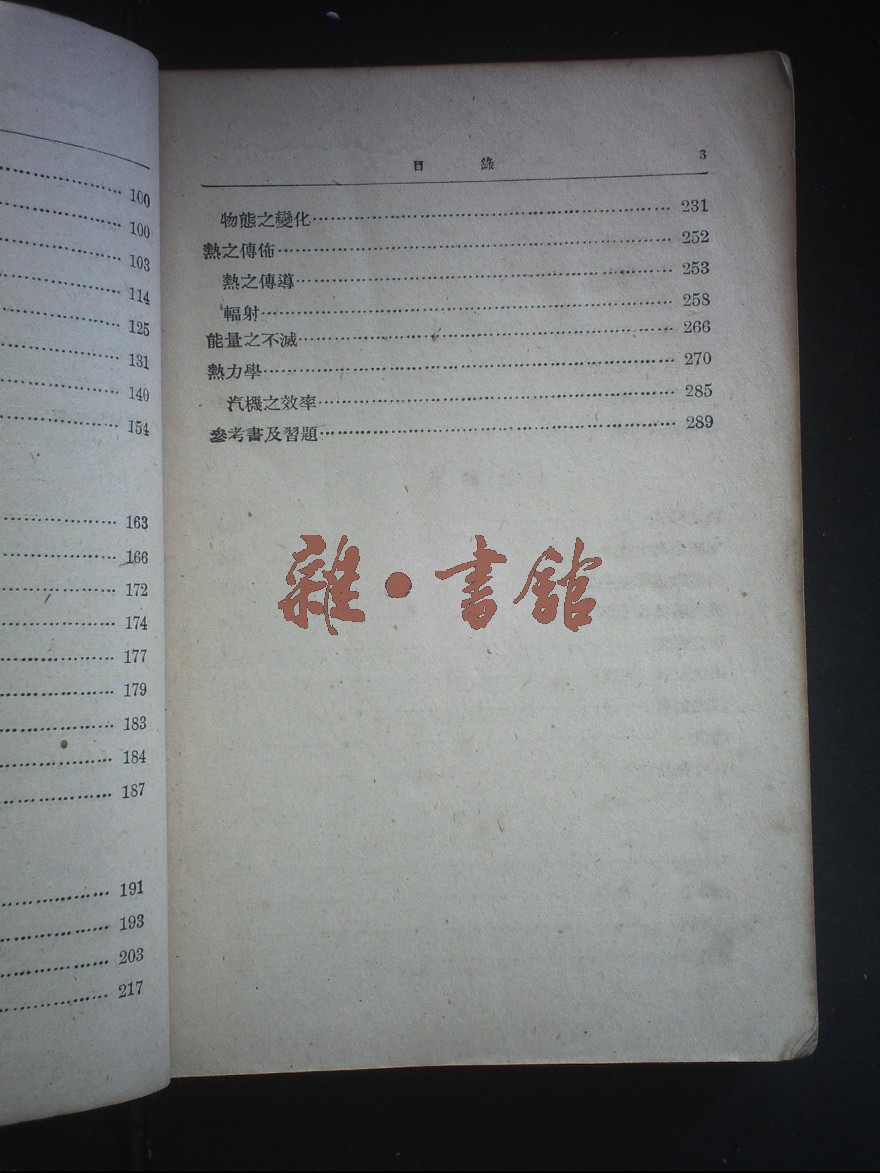 100
100
103
114
125
131
140
154
163
166
172
174
177
179
183
184
187
191
193
203
217
目 錄 3
物態之變化 231
熱之傳佈 252
熱之傳導 253
輻射 258
能量之不滅 266
熱力學 270
汽機之效率 285
參考書及習題 289
雜·書館